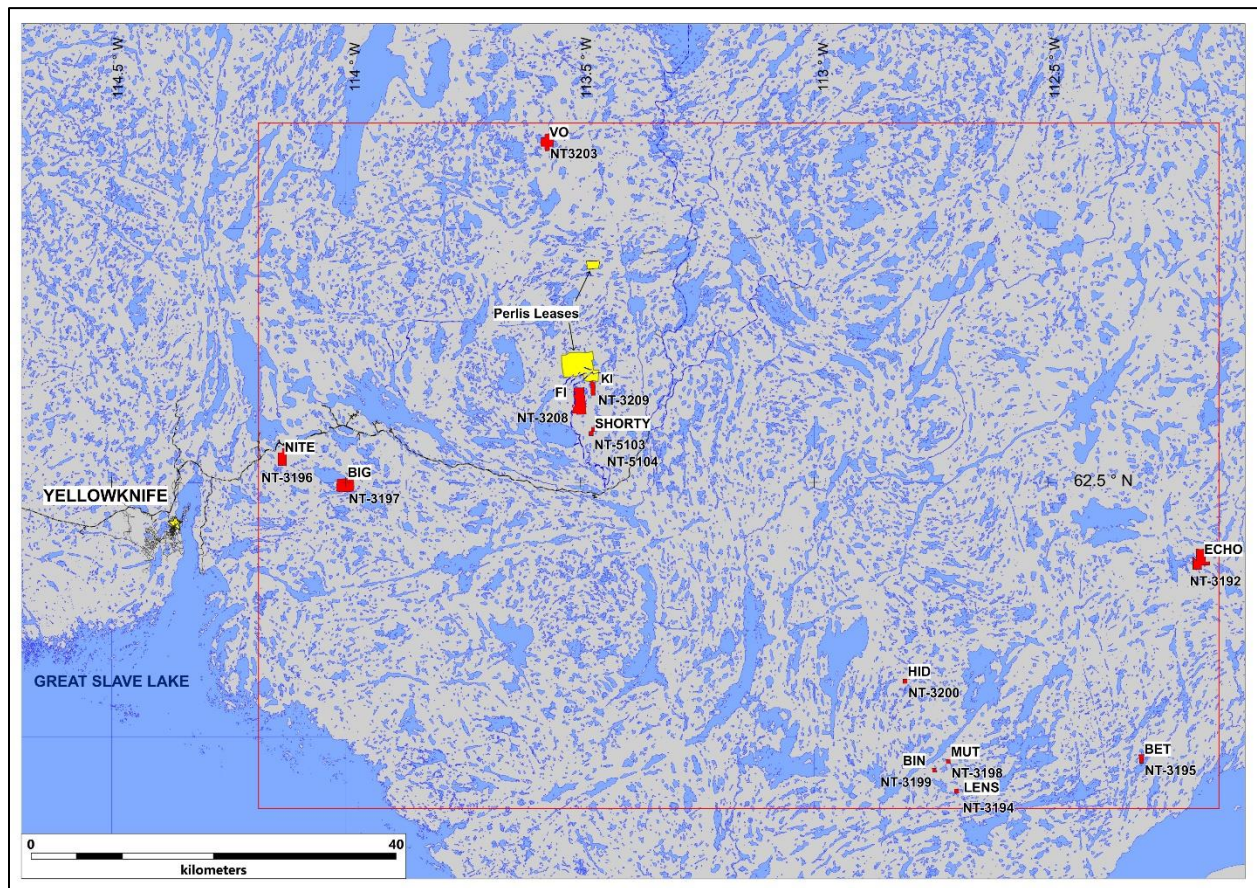 114.5 ° W
114 ° W
113.5 ° W
113 ° W
112.5 ° W
VO
NT3203
Perlis Leases
KI
FI
NT-3209
NT-3208
SHORTY
NT-5103
NT-5104
NITE
NT-3196
BIG
NT-3197
62.5 ° N
YELLOWKNIFE
ECHO
NT-3192
GREAT SLAVE LAKE
HID
NT-3200
MUT
BIN
NT-3198
NT-3199
BET
NT-3195
LENS
NT-3194
0 40
kilometers